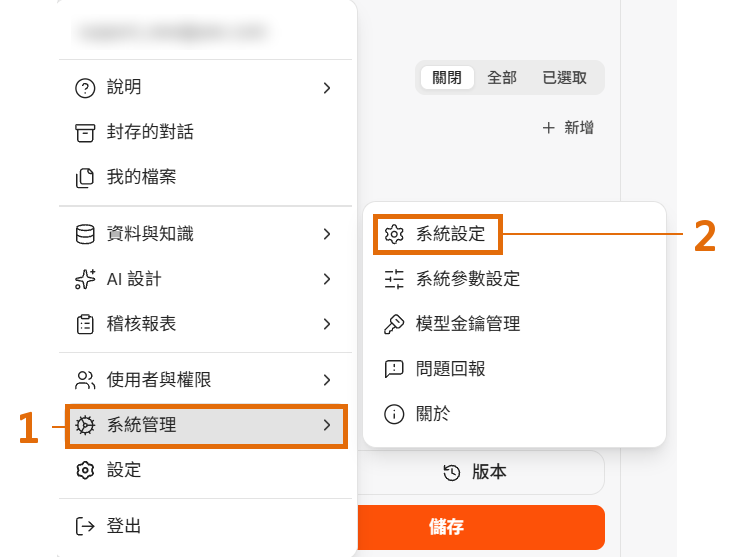 說明
封存的對話
我的檔案
資料與知識
AI 設計
稽核報表
使用者與權限
1
系統管理
設定
登出
關閉 全部 已選取
+ 新增
系統設定
2
系統參數設定
模型金鑰管理
問題回報
關於
版本
儲存